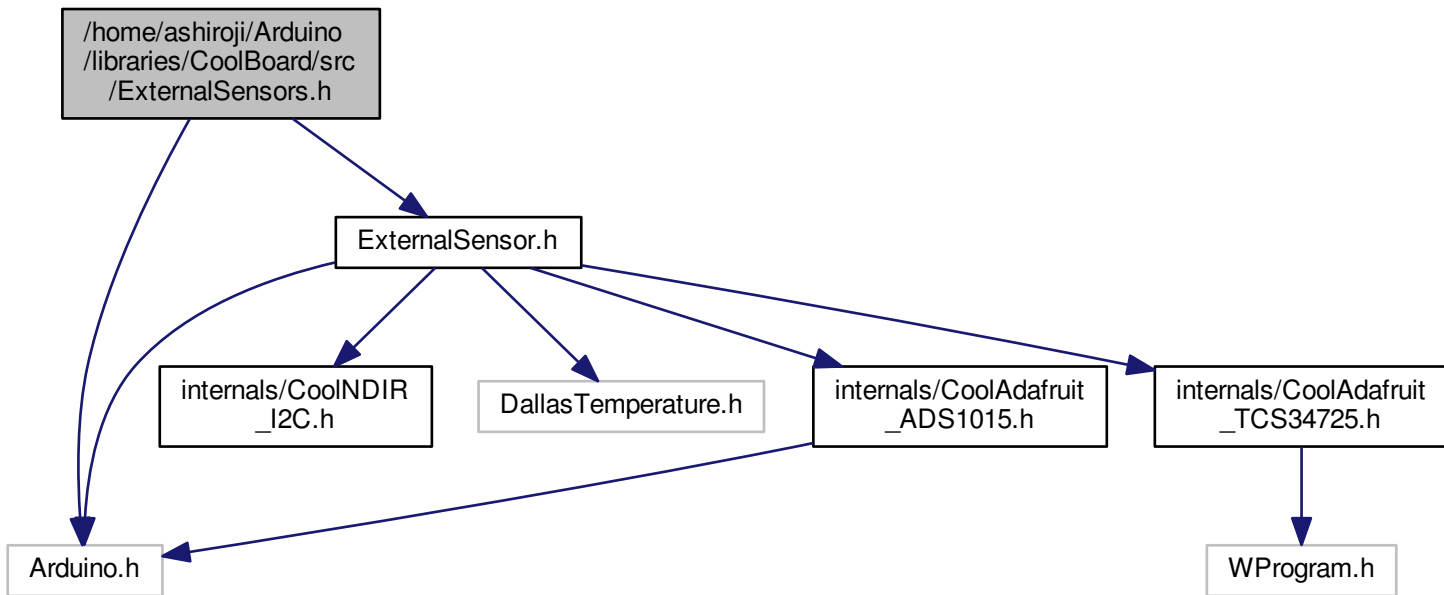 /home/ashiroji/Arduino
/libraries/CoolBoard/src
/ExternalSensors.h
ExternalSensor.h
internals/CoolNDIR
_I2C.h
DallasTemperature.h
internals/CoolAdafruit
_ADS1015.h
internals/CoolAdafruit
_TCS34725.h
Arduino.h
WProgram.h